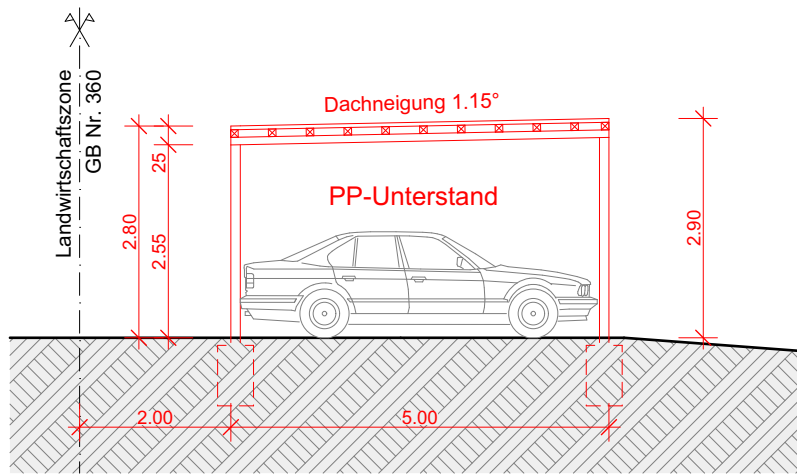 Landwirtschaftszone
GB Nr. 360
Dachneigung 1.15°
PP-Unterstand
25
2.80
2.55
2.90
2.00
5.00